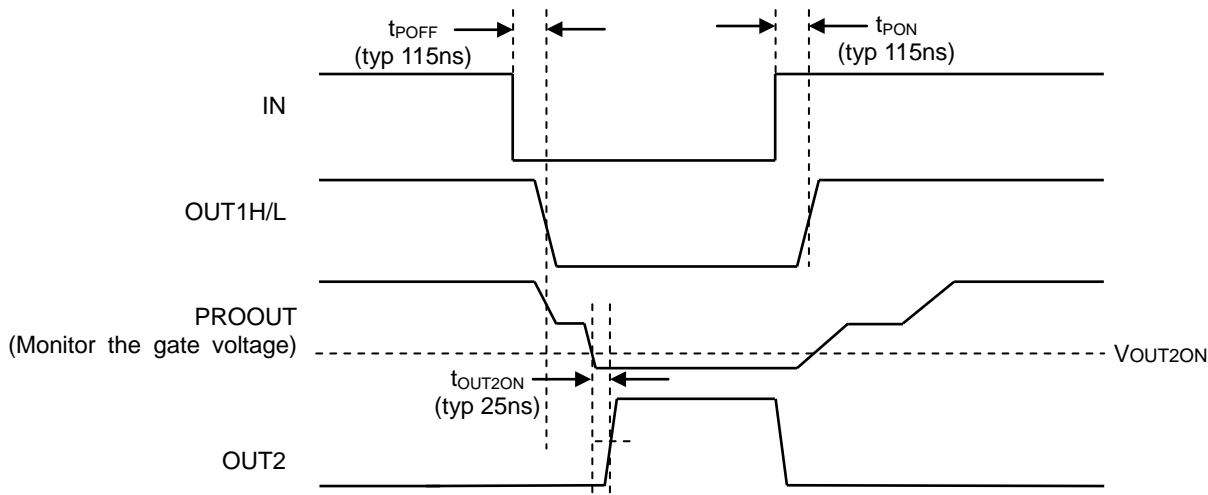 tPOFF
(typ 115ns)
tPON
(typ 115ns)
IN
OUT1H/L
PROOUT
(Monitor the gate voltage)
VOUT2ON
tOUT2ON
(typ 25ns)
OUT2